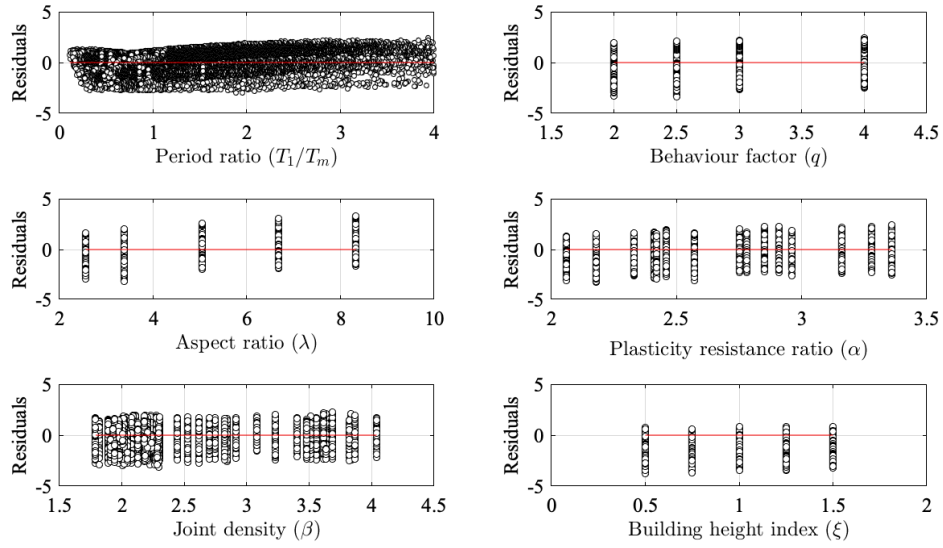 5
0
-5
Residuals
0 1 2 3 4
Period ratio (T₁/Tₘ)
5
0
-5
Residuals
1.5 2 2.5 3 3.5 4 4.5
Behaviour factor (q)
5
0
-5
Residuals
2 4 6 8 10
Aspect ratio (λ)
5
0
-5
Residuals
2 2.5 3 3.5
Plasticity resistance ratio (α)
5
0
-5
Residuals
1.5 2 2.5 3 3.5 4 4.5
Joint density (β)
5
0
-5
Residuals
0 0.5 1 1.5 2
Building height index (ξ)